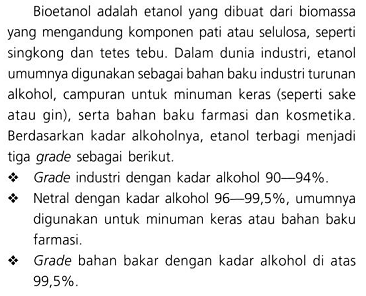 Bioetanol adalah etanol yang dibuat dari biomassa
yang mengandung komponen pati atau selulosa, seperti
singkong dan tetes tebu. Dalam dunia industri, etanol
umumnya digunakan sebagai bahan baku industri turunan
alkohol, campuran untuk minuman keras (seperti sake
atau gin), serta bahan baku farmasi dan kosmetika.
Berdasarkan kadar alkoholnya, etanol terbagi menjadi
tiga grade sebagai berikut.
❖ Grade industri dengan kadar alkohol 90—94%.
❖ Netral dengan kadar alkohol 96—99,5%, umumnya
digunakan untuk minuman keras atau bahan baku
farmasi.
❖ Grade bahan bakar dengan kadar alkohol di atas
99,5%.